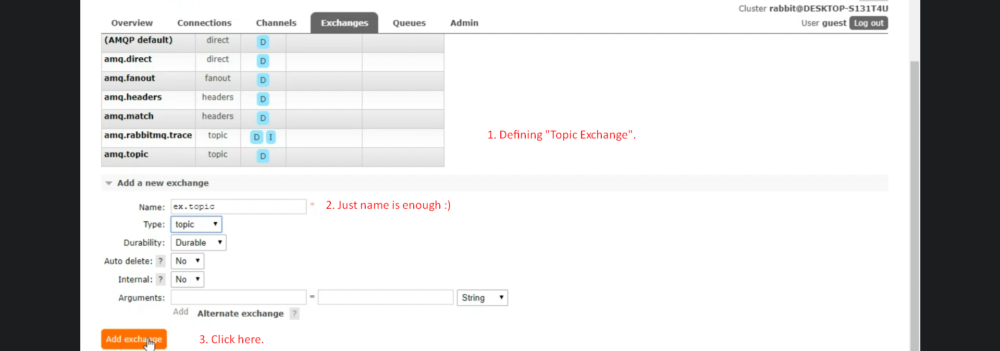 Cluster rabbit@DESKTOP-S131T4U
Overview Connections Channels Exchanges Queues Admin User guest Log out
(AMQP default) direct D
amq.direct direct D
amq.fanout fanout D
amq.headers headers D
amq.match headers D
amq.rabbitmq.trace topic D I
1. Defining "Topic Exchange".
amq.topic topic D
Add a new exchange
Name: ex.topic * 2. Just name is enough :)
Type: topic
Durability: Durable
Auto delete: ? No
Internal: ? No
Arguments: = String
Add Alternate exchange ?
Add exchange 3. Click here.